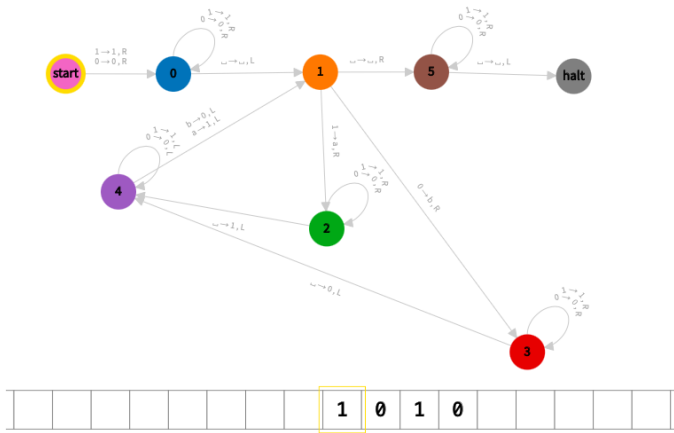 start
1→1,R
0→0,R
0
1→1,R
0→0,R
␣→␣,L
1
␣→␣,R
5
1→1,R
0→0,R
␣→␣,L
halt
4
1→1,L
0→0,L
b→0,L
a→1,L
1→a,R
0→b,R
2
1→1,R
0→0,R
␣→1,L
␣→0,L
3
1→1,R
0→0,R
1 0 1 0